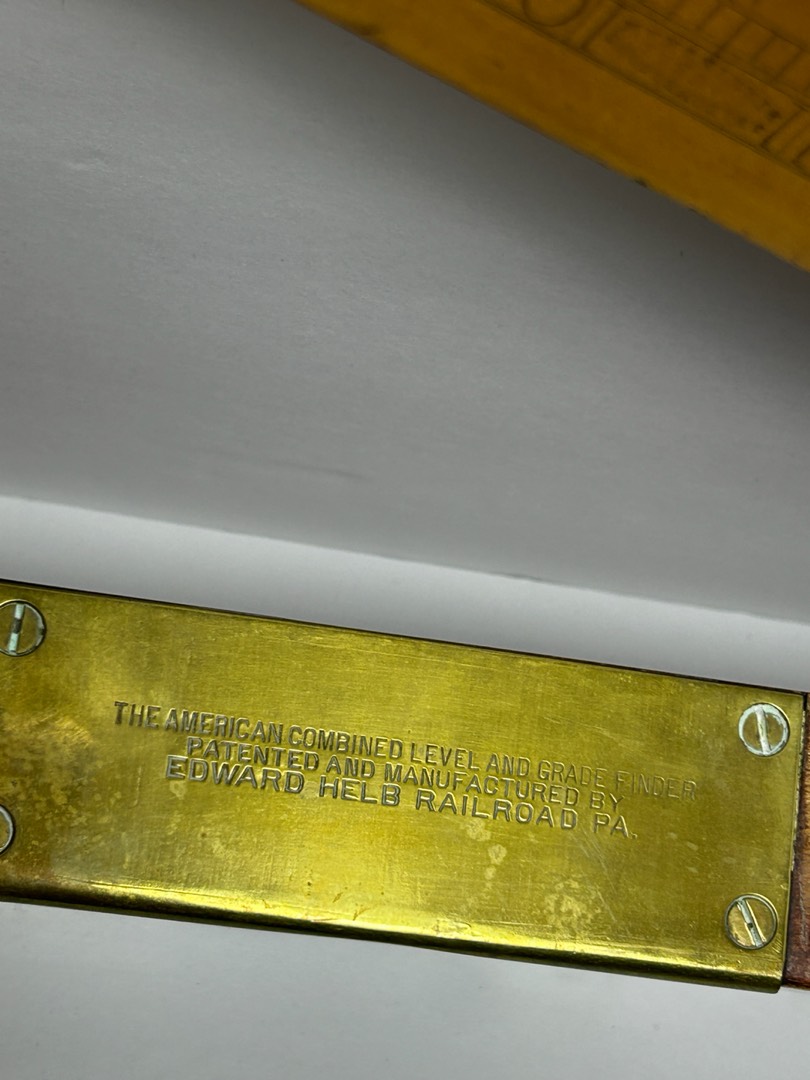 THE AMERICAN COMBINED LEVEL AND GRADE FINDER
PATENTED AND MANUFACTURED BY
EDWARD HELB RAILROAD PA.